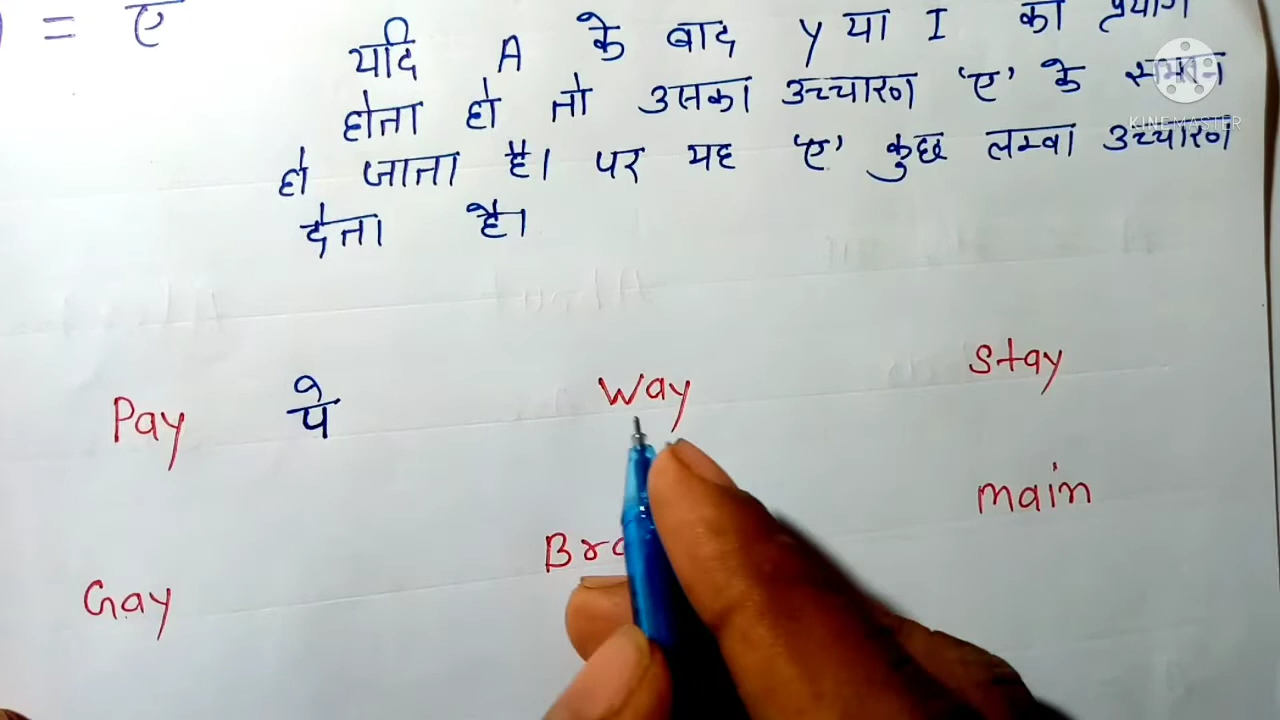 = ए
यदि A के बाद Y या I का प्रयोग
होता हो तो उसका उच्चारण 'ए' के समान
हो जाता है। पर यह 'ए' कुछ लम्बा उच्चारण
देता है।
KINEMASTER
Pay पे Way Stay
main
Gay